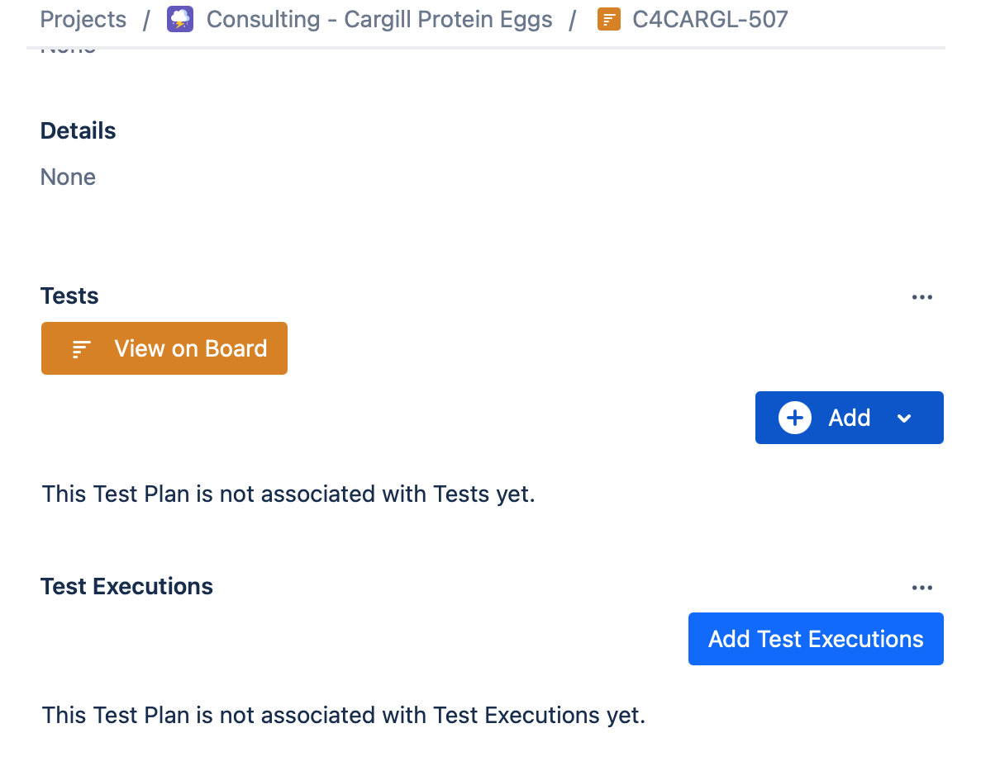 Projects / Consulting - Cargill Protein Eggs / C4CARGL-507
None
Details
None
Tests
View on Board
Add
This Test Plan is not associated with Tests yet.
Test Executions
Add Test Executions
This Test Plan is not associated with Test Executions yet.